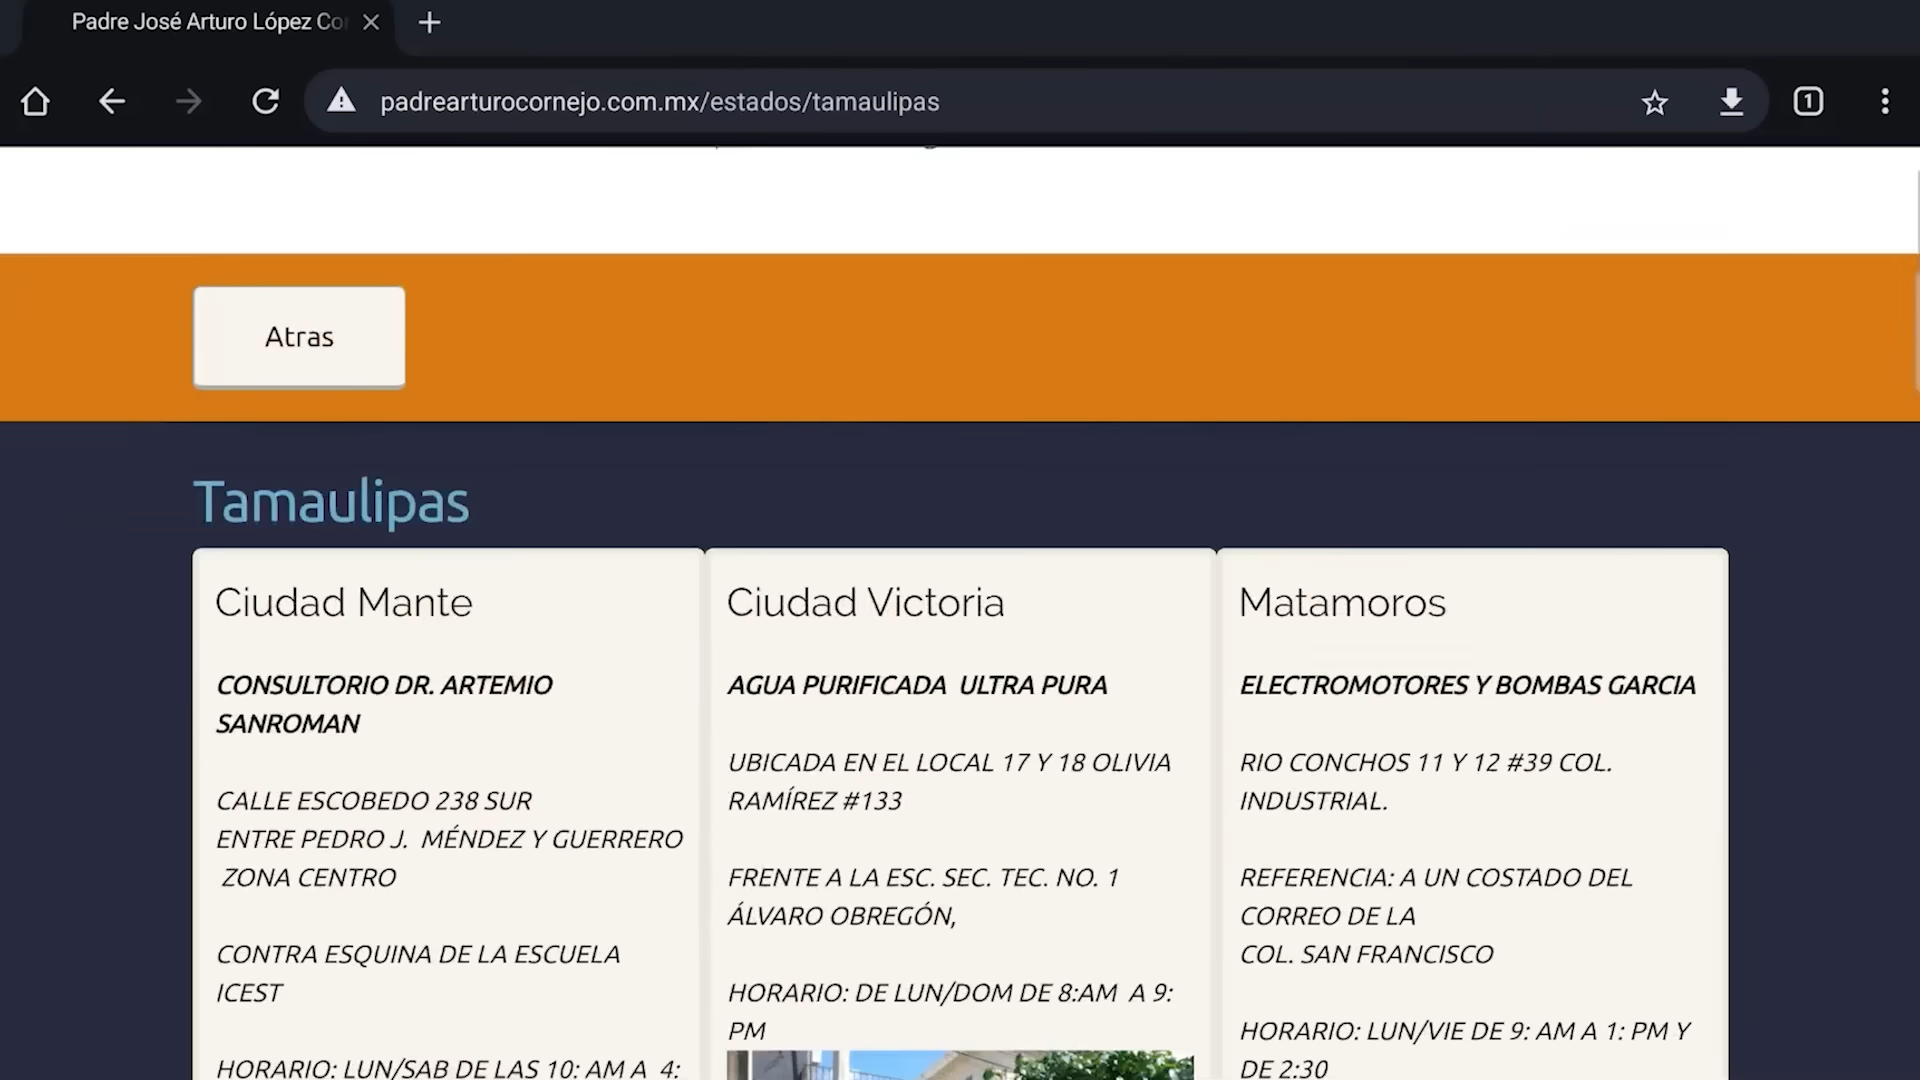 Padre José Arturo López Co
padrearturocornejo.com.mx/estados/tamaulipas
1
Atras
Tamaulipas
Ciudad Mante
CONSULTORIO DR. ARTEMIO
SANROMAN
CALLE ESCOBEDO 238 SUR
ENTRE PEDRO J. MÉNDEZ Y GUERRERO
ZONA CENTRO
CONTRA ESQUINA DE LA ESCUELA
ICEST
HORARIO: LUN/SAB DE LAS 10: AM A 4:
Ciudad Victoria
AGUA PURIFICADA ULTRA PURA
UBICADA EN EL LOCAL 17 Y 18 OLIVIA
RAMÍREZ #133
FRENTE A LA ESC. SEC. TEC. NO. 1
ÁLVARO OBREGÓN,
HORARIO: DE LUN/DOM DE 8:AM A 9:
PM
Matamoros
ELECTROMOTORES Y BOMBAS GARCIA
RIO CONCHOS 11 Y 12 #39 COL.
INDUSTRIAL.
REFERENCIA: A UN COSTADO DEL
CORREO DE LA
COL. SAN FRANCISCO
HORARIO: LUN/VIE DE 9: AM A 1: PM Y
DE 2:30